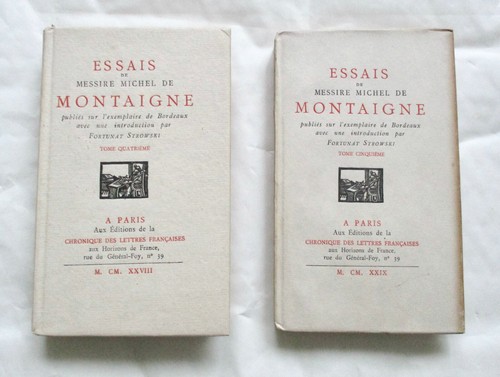 ESSAIS
DE
MESSIRE MICHEL DE
MONTAIGNE
publiés sur l'exemplaire de Bordeaux
avec une introduction par
FORTUNAT STROWSKI
TOME QUATRIÈME
A PARIS
Aux Éditions de la
CHRONIQUE DES LETTRES FRANÇAISES
aux Horizons de France,
rue du Général-Foy, nº 39
M. CM. XXVIII
ESSAIS
DE
MESSIRE MICHEL DE
MONTAIGNE
publiés sur l'exemplaire de Bordeaux
avec une introduction par
FORTUNAT STROWSKI
TOME CINQUIÈME
A PARIS
Aux Éditions de la
CHRONIQUE DES LETTRES FRANÇAISES
aux Horizons de France,
rue du Général-Foy, nº 39
M. CM. XXIX